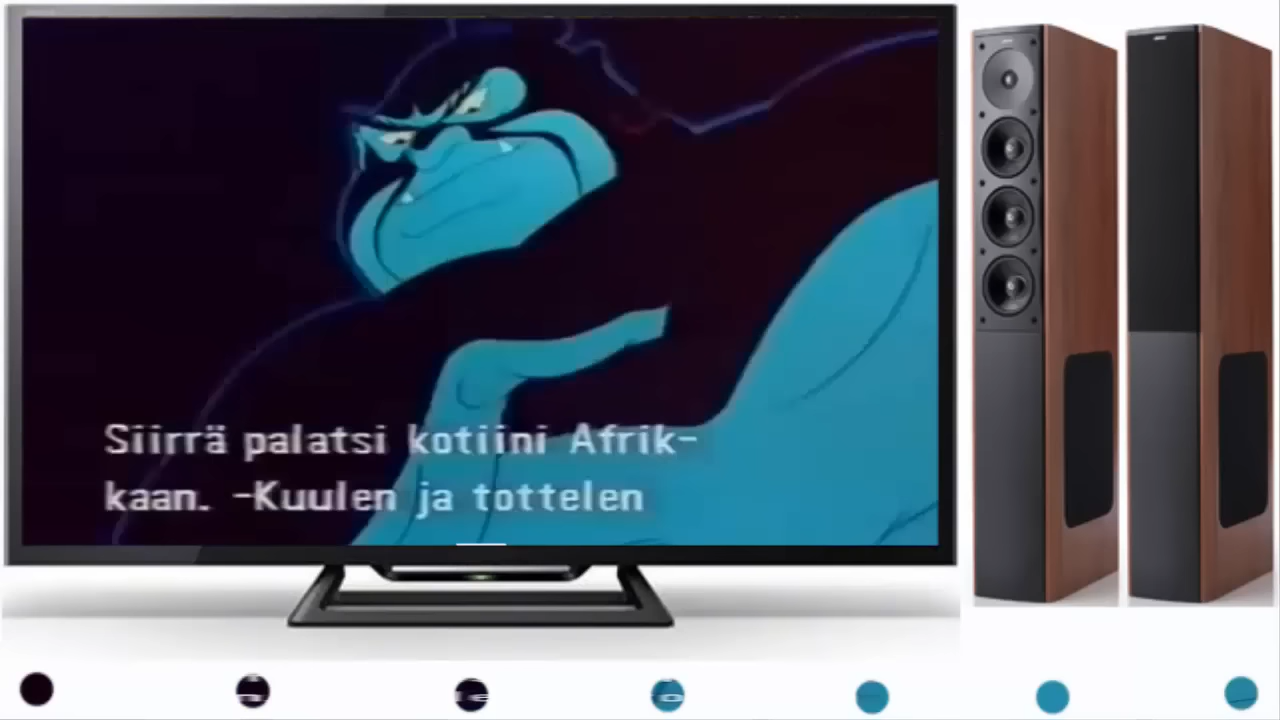 Siirrä palatsi kotiini Afrik-
kaan. -Kuulen ja tottelen